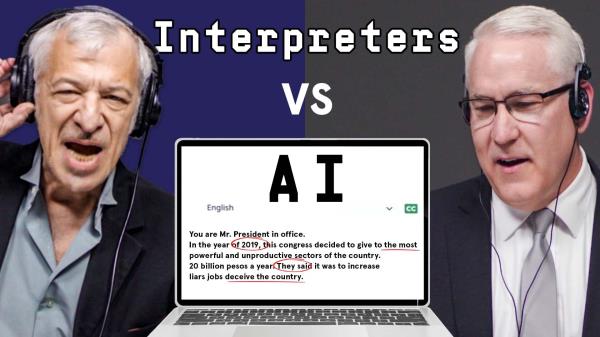 Interpreters
VS
AI
English
CC
You are Mr. President in office.
In the year of 2019, this congress decided to give to the most
powerful and unproductive sectors of the country.
20 billion pesos a year. They said it was to increase
liars jobs deceive the country.